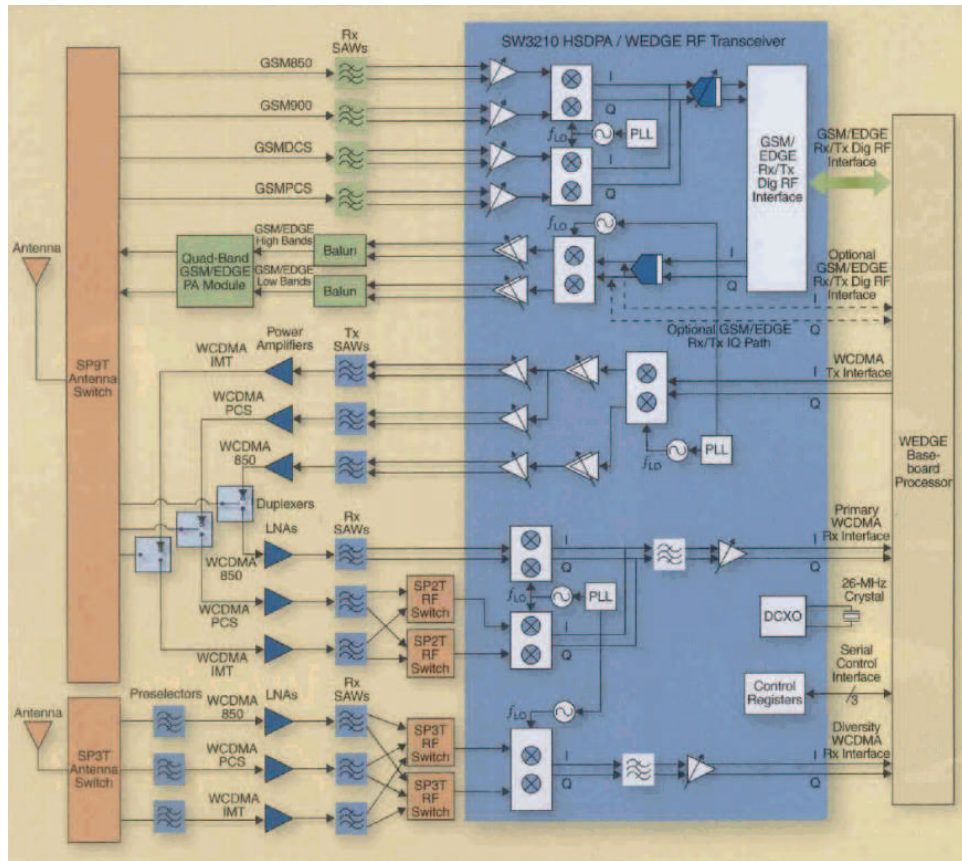 SW3210 HSDPA / WEDGE RF Transceiver
Rx
SAWs
GSM850
GSM900
GSMDCS
GSMPCS
I
Q
fLO
PLL
I
Q
GSM/
EDGE
Rx/Tx
Dig RF
Interface
GSM/EDGE
Rx/Tx Dig RF
Interface
Antenna
SP9T
Antenna
Switch
Quad-Band
GSM/EDGE
PA Module
GSM/EDGE
High Bands
GSM/EDGE
Low Bands
Balun
Balun
fLO
I
Q
Optional
GSM/EDGE
Rx/Tx Dig RF
Interface
I
Q
Optional GSM/EDGE
Rx/Tx IQ Path
Power
Amplifiers
Tx
SAWs
WCDMA
IMT
WCDMA
PCS
WCDMA
850
fLO
PLL
WCDMA
Tx Interface
I
Q
WEDGE
Base-
board
Processor
Duplexers
LNAs
Rx
SAWs
WCDMA
850
WCDMA
PCS
WCDMA
IMT
SP2T
RF
Switch
SP2T
RF
Switch
I
Q
fLO
PLL
I
Q
Primary
WCDMA
Rx Interface
I
Q
DCXO
26-MHz
Crystal
Control
Registers
Serial
Control
Interface
/3
Antenna
SP3T
Antenna
Switch
Preselectors
WCDMA
850
WCDMA
PCS
WCDMA
IMT
LNAs
Rx
SAWs
SP3T
RF
Switch
SP3T
RF
Switch
fLO
I
Q
Diversity
WCDMA
Rx Interface
I
Q